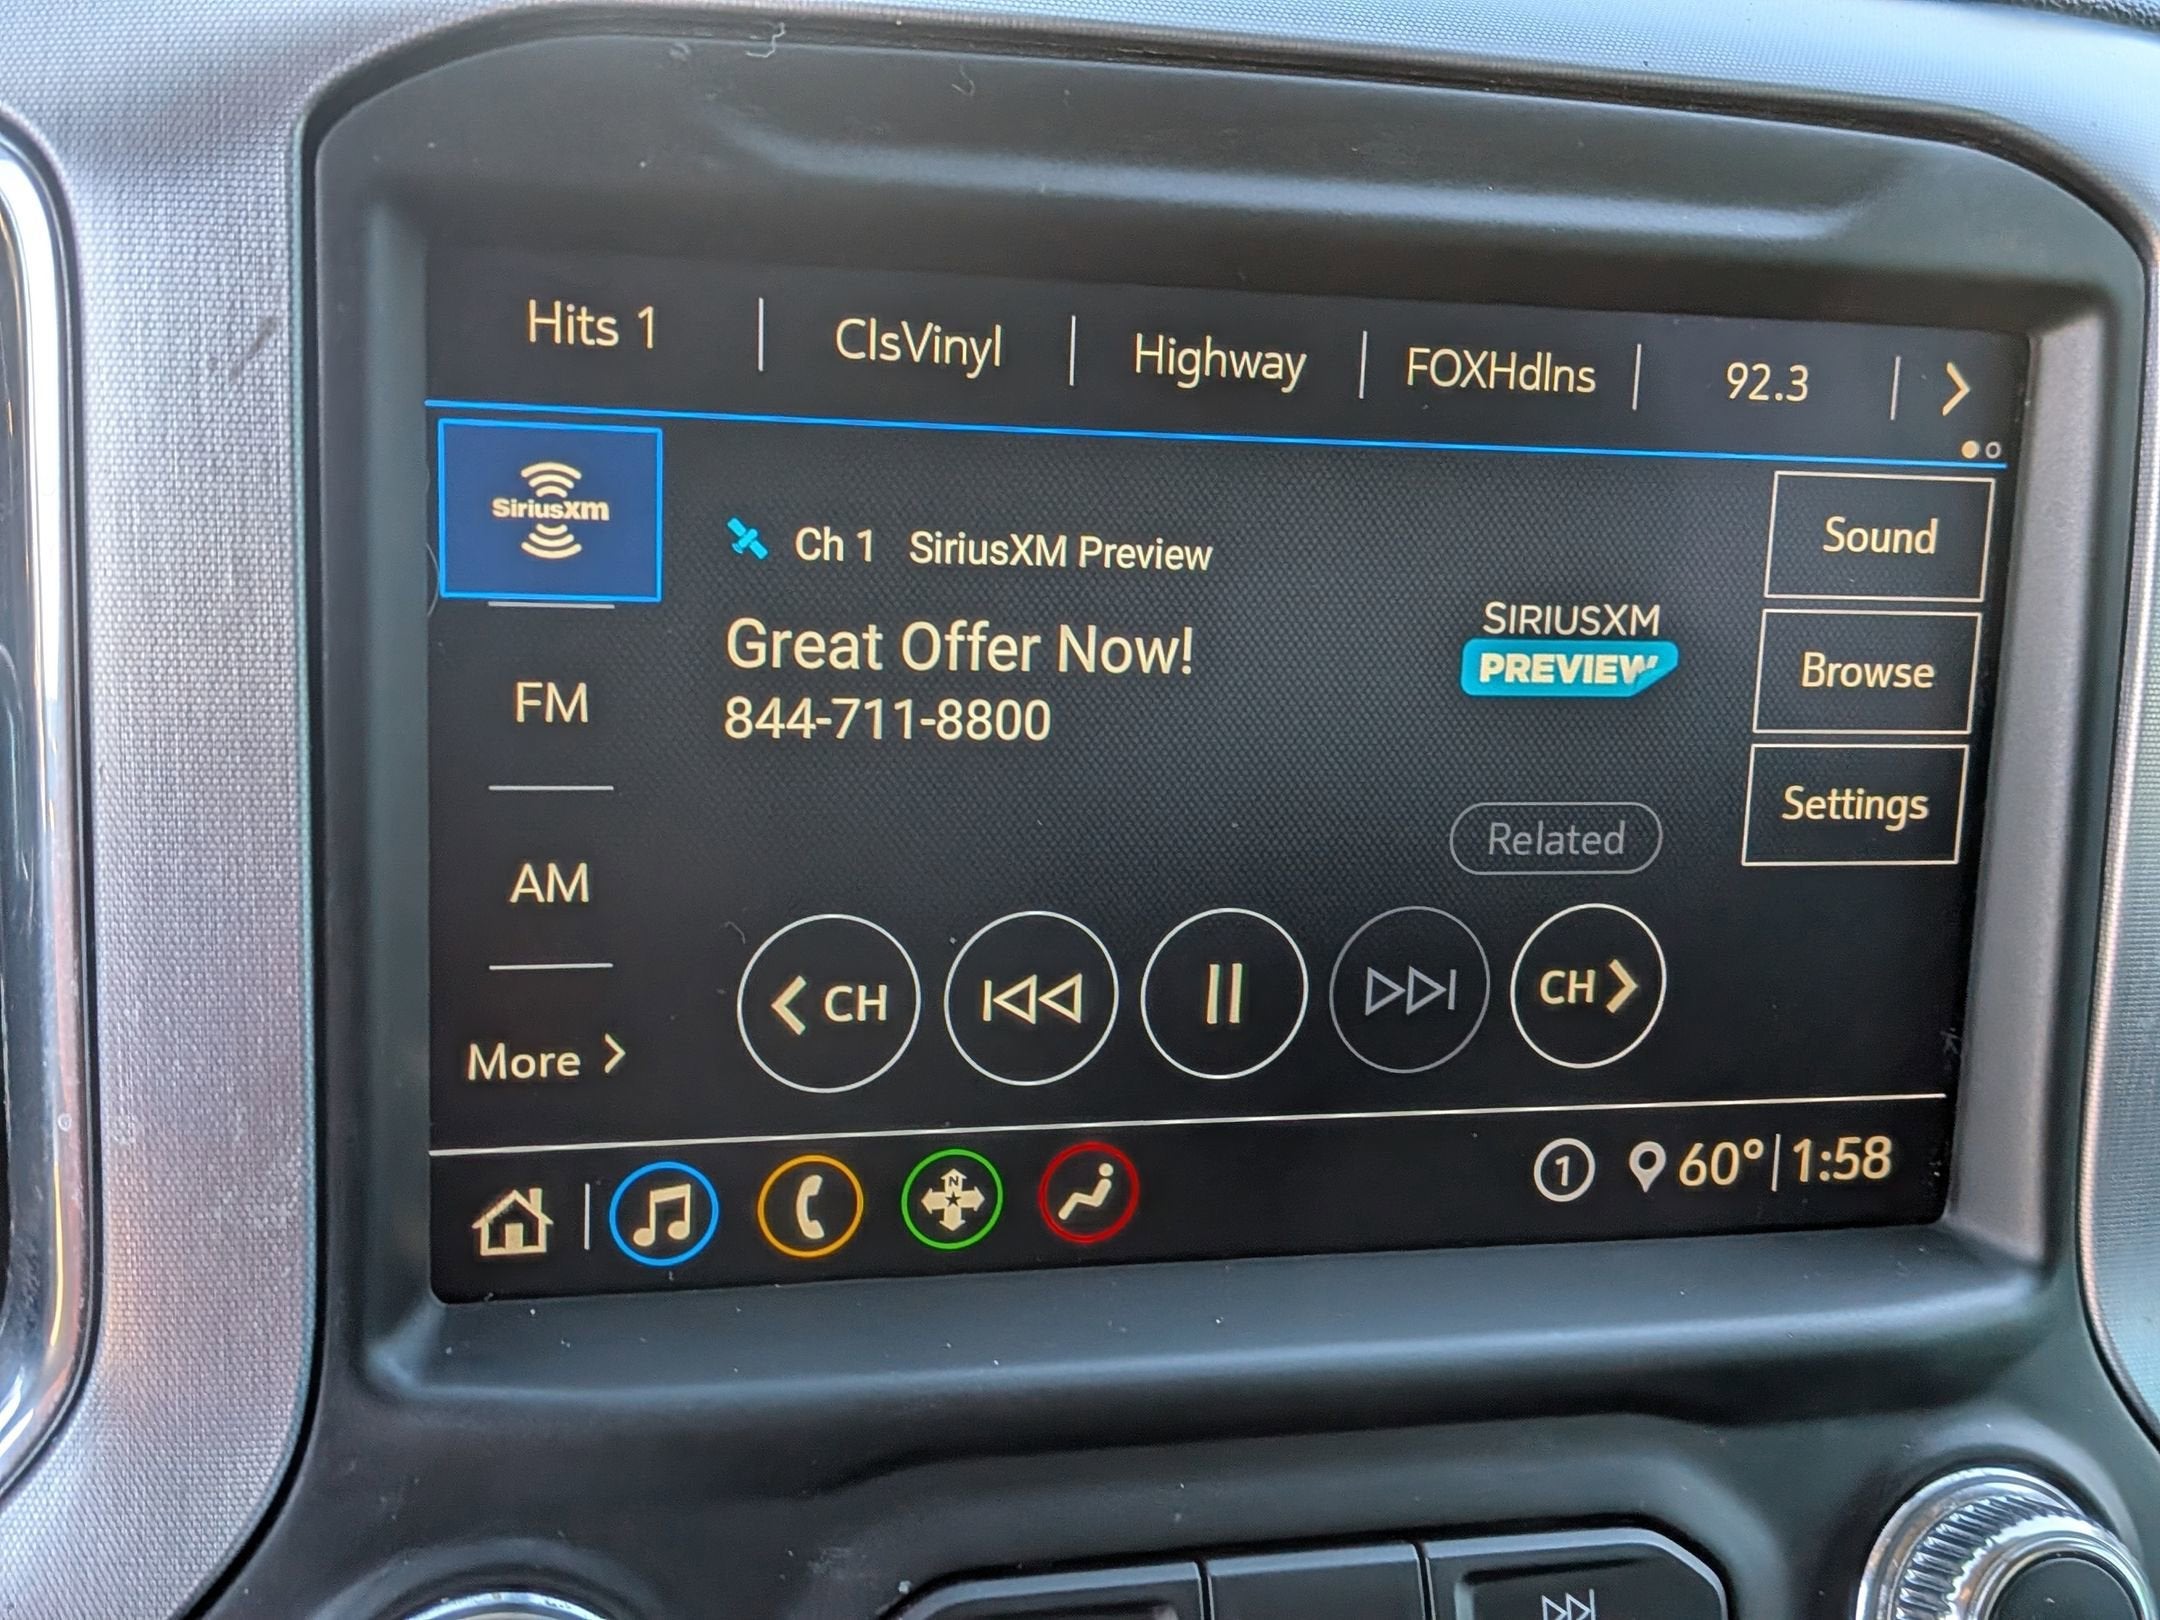 Hits 1
ClsVinyl
Highway
FOXHdlns
92.3
SiriusXm
Ch 1 SiriusXM Preview
Great Offer Now!
844-711-8800
SIRIUSXM
PREVIEW
Sound
Browse
Settings
FM
AM
More
Related
CH
CH
N
1
60° 1:58